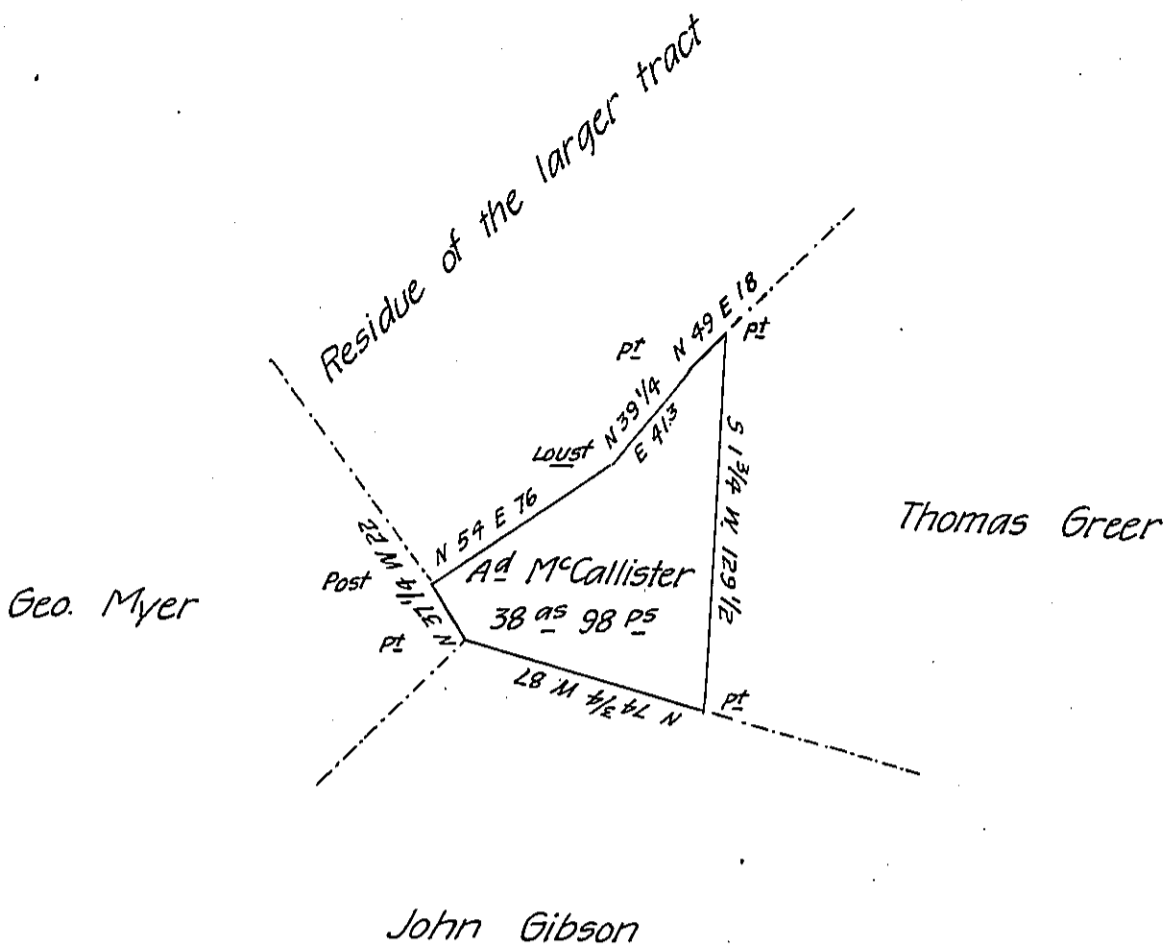 Residue of the larger tract
N 49 E 18
Pt
Pt
N 39 1/4
E 41.3
Loust
N 54 E 76
S 1 3/4 W. 129 1/2
Thomas Greer
Post
N 37 1/4 W 22
Ad McCallister
38 as 98 ps
Geo. Myer
Pt
N 74 3/4 W. 87
Pt
John Gibson